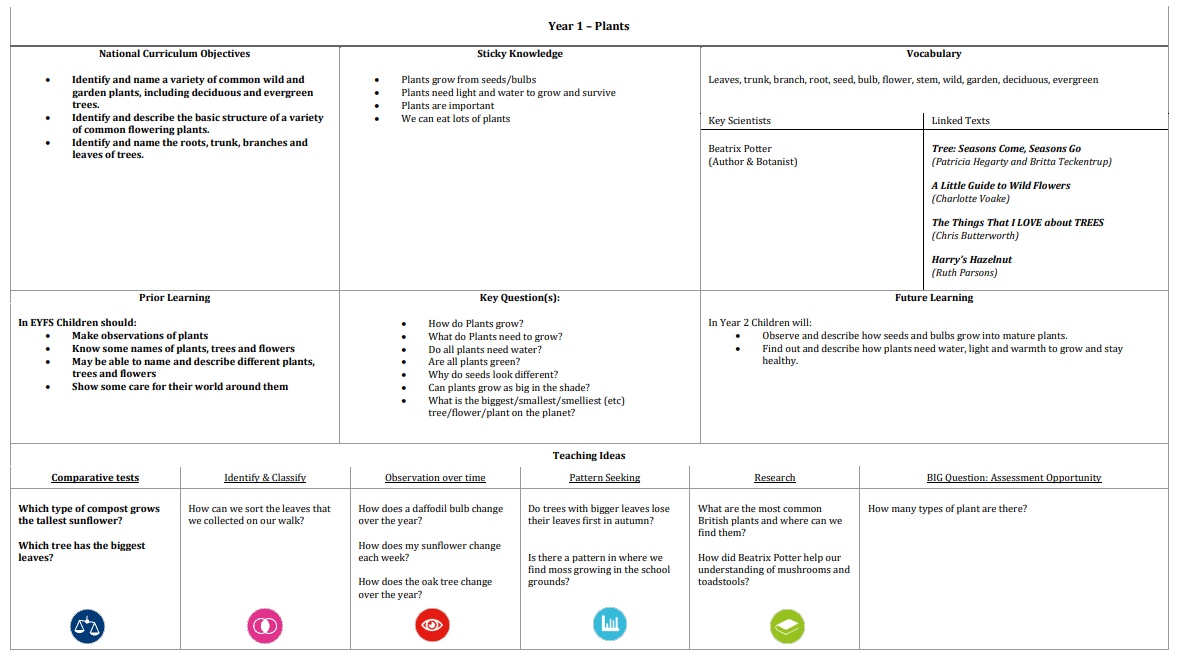 Year 1 – Plants
National Curriculum Objectives
• Identify and name a variety of common wild and
garden plants, including deciduous and evergreen
trees.
• Identify and describe the basic structure of a variety
of common flowering plants.
• Identify and name the roots, trunk, branches and
leaves of trees.
Sticky Knowledge
• Plants grow from seeds/bulbs
• Plants need light and water to grow and survive
• Plants are important
• We can eat lots of plants
Vocabulary
Leaves, trunk, branch, root, seed, bulb, flower, stem, wild, garden, deciduous, evergreen
Key Scientists
Beatrix Potter
(Author & Botanist)
Linked Texts
Tree: Seasons Come, Seasons Go
(Patricia Hegarty and Britta Teckentrup)
A Little Guide to Wild Flowers
(Charlotte Voake)
The Things That I LOVE about TREES
(Chris Butterworth)
Harry's Hazelnut
(Ruth Parsons)
Prior Learning
In EYFS Children should:
• Make observations of plants
• Know some names of plants, trees and flowers
• May be able to name and describe different plants,
trees and flowers
• Show some care for their world around them
Key Question(s):
• How do Plants grow?
• What do Plants need to grow?
• Do all plants need water?
• Are all plants green?
• Why do seeds look different?
• Can plants grow as big in the shade?
• What is the biggest/smallest/smelliest (etc)
tree/flower/plant on the planet?
Future Learning
In Year 2 Children will:
• Observe and describe how seeds and bulbs grow into mature plants.
• Find out and describe how plants need water, light and warmth to grow and stay
healthy.
Teaching Ideas
Comparative tests
Which type of compost grows
the tallest sunflower?
Which tree has the biggest
leaves?
Identify & Classify
How can we sort the leaves that
we collected on our walk?
Observation over time
How does a daffodil bulb change
over the year?
How does my sunflower change
each week?
How does the oak tree change
over the year?
Pattern Seeking
Do trees with bigger leaves lose
their leaves first in autumn?
Is there a pattern in where we
find moss growing in the school
grounds?
Research
What are the most common
British plants and where can we
find them?
How did Beatrix Potter help our
understanding of mushrooms and
toadstools?
BIG Question: Assessment Opportunity
How many types of plant are there?